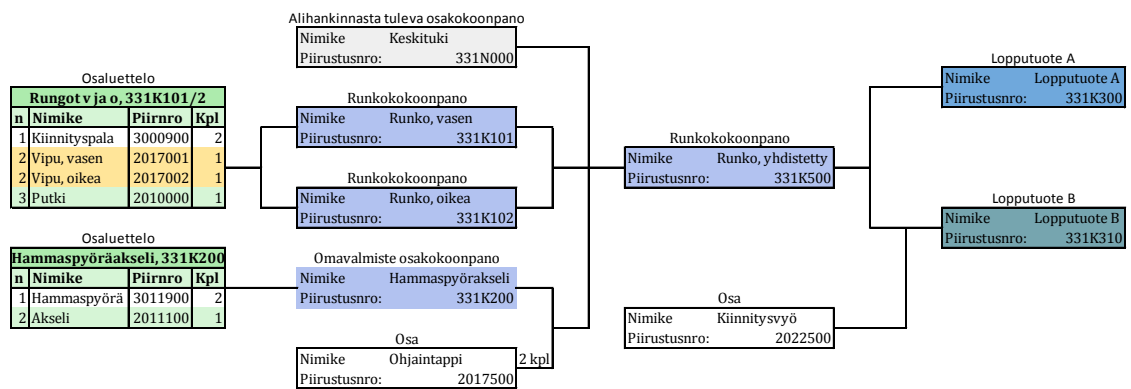 Alihankinnasta tuleva osakokoonpano
Nimike Keskituki
Piirustusnro: 331N000
Osaluettelo
Rungot v ja o, 331K101/2
n Nimike Piirnro Kpl
1 Kiinnityspala 3000900 2
2 Vipu, vasen 2017001 1
2 Vipu, oikea 2017002 1
3 Putki 2010000 1
Runkokokoonpano
Nimike Runko, vasen
Piirustusnro: 331K101
Runkokokoonpano
Nimike Runko, oikea
Piirustusnro: 331K102
Osaluettelo
Hammaspyöräakseli, 331K200
n Nimike Piirnro Kpl
1 Hammaspyörä 3011900 2
2 Akseli 2011100 1
Omavalmiste osakokoonpano
Nimike Hammaspyörakseli
Piirustusnro: 331K200
Osa
Nimike Ohjaintappi 2 kpl
Piirustusnro: 2017500
Runkokokoonpano
Nimike Runko, yhdistetty
Piirustusnro: 331K500
Osa
Nimike Kiinnitysvyö
Piirustusnro: 2022500
Lopputuote A
Nimike Lopputuote A
Piirustusnro: 331K300
Lopputuote B
Nimike Lopputuote B
Piirustusnro: 331K310